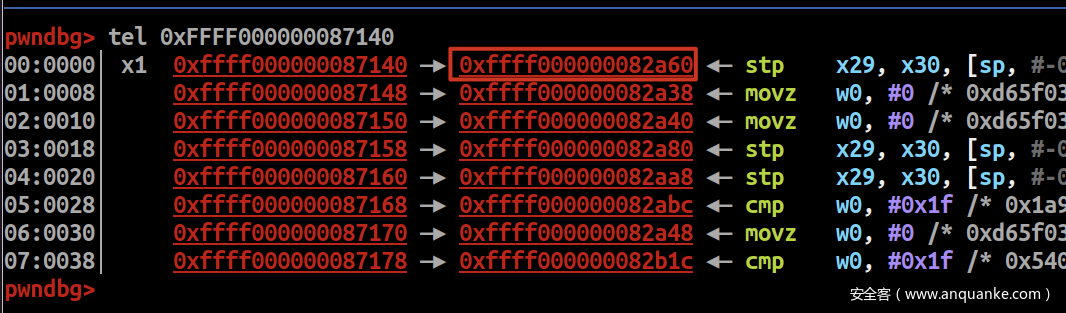 pwndbg> tel 0xFFFF000000087140
00:0000│ x1 0xffff000000087140 —▸ 0xffff000000082a60 ◂— stp x29, x30, [sp, #-0
01:0008│ 0xffff000000087148 —▸ 0xffff000000082a38 ◂— movz w0, #0 /* 0xd65f03
02:0010│ 0xffff000000087150 —▸ 0xffff000000082a40 ◂— movz w0, #0 /* 0xd65f03
03:0018│ 0xffff000000087158 —▸ 0xffff000000082a80 ◂— stp x29, x30, [sp, #-0
04:0020│ 0xffff000000087160 —▸ 0xffff000000082aa8 ◂— stp x29, x30, [sp, #-0
05:0028│ 0xffff000000087168 —▸ 0xffff000000082abc ◂— cmp w0, #0x1f /* 0x1a9
06:0030│ 0xffff000000087170 —▸ 0xffff000000082a48 ◂— movz w0, #0 /* 0xd65f03
07:0038│ 0xffff000000087178 —▸ 0xffff000000082b1c ◂— cmp w0, #0x1f /* 0x540
pwndbg>
安全客（www.anquanke.com）